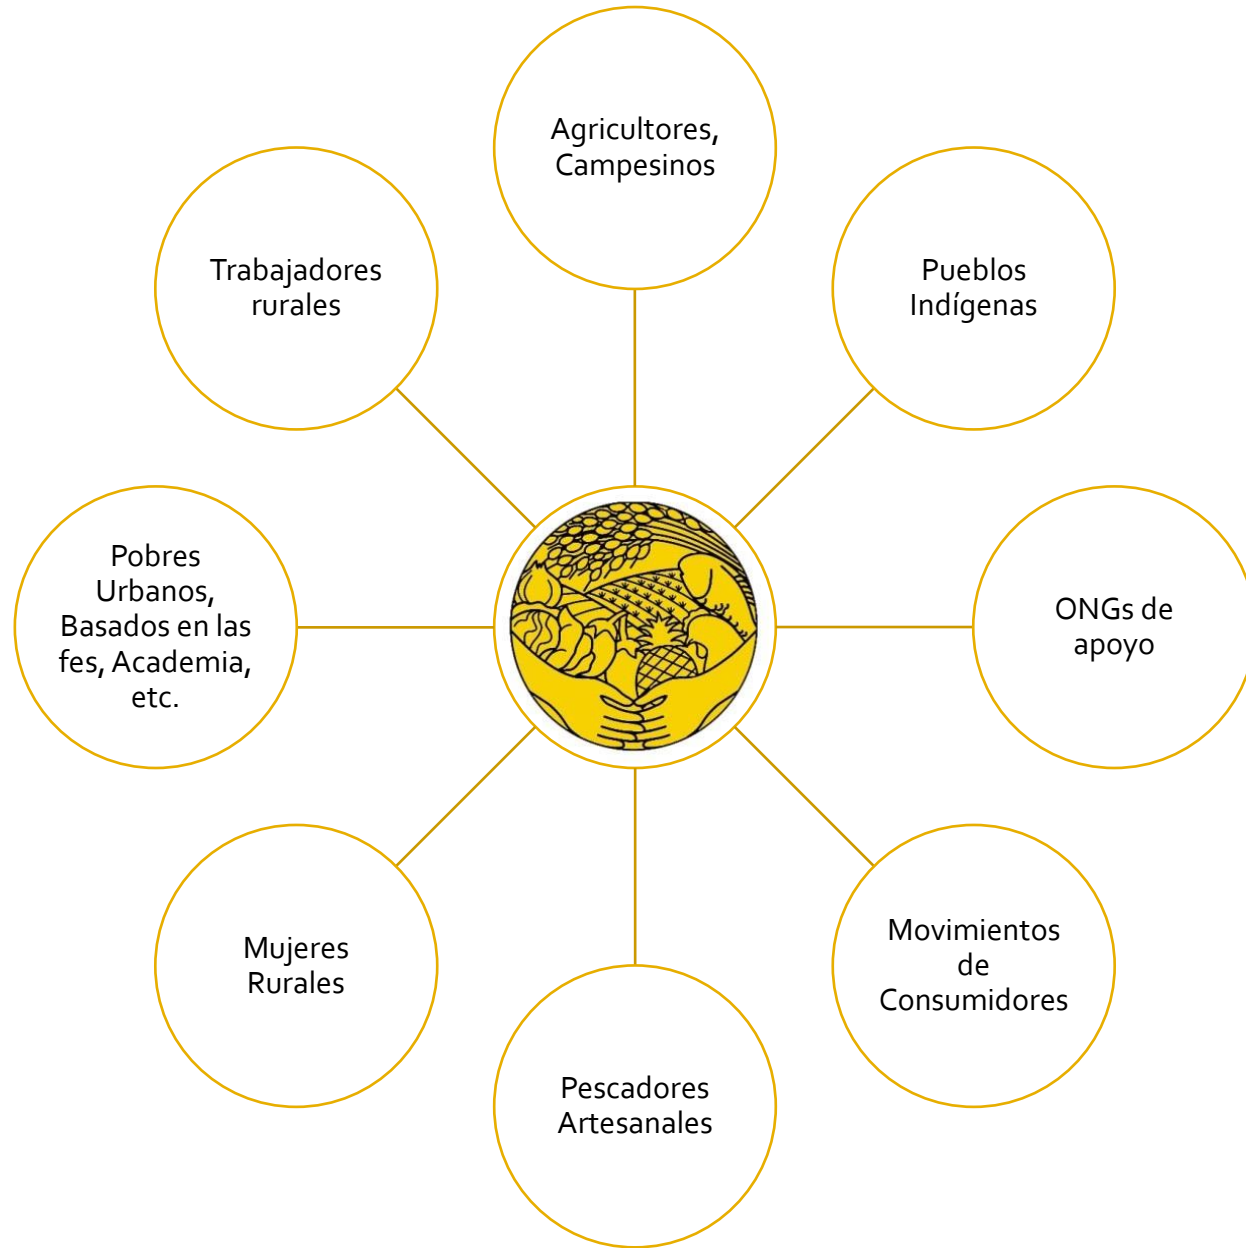 Agricultores,
Campesinos
Pueblos
Indígenas
ONGs de
apoyo
Movimientos
de
Consumidores
Pescadores
Artesanales
Mujeres
Rurales
Pobres
Urbanos,
Basados en las
fes, Academia,
etc.
Trabajadores
rurales